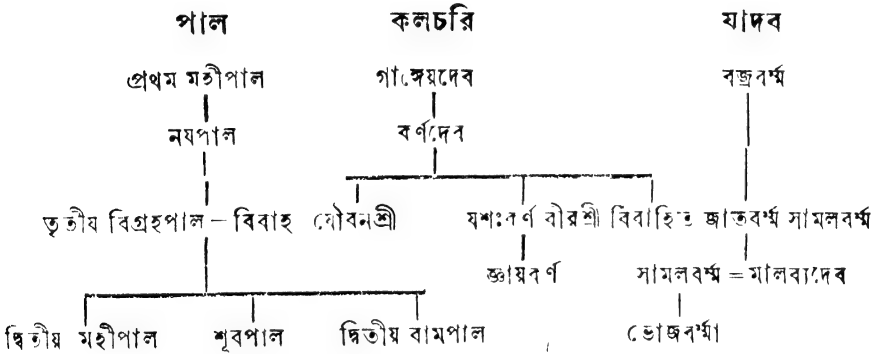 পাল কলচরি যাদব
প্রথম মহীপাল গাঙ্গেয়দেব বজ্রবর্ম্ম
নয়পাল কর্ণদেব
তৃতীয় বিগ্রহপাল – বিবাহ যৌবনশ্রী যশঃকর্ণ বীরশ্রী বিবাহিত জাতবর্ম্ম সামলবর্ম্ম
সামলবর্ম্ম = মালব্যদেব
দ্বিতীয় মহীপাল শূরপাল দ্বিতীয় রামপাল ভোজবর্ম্মা